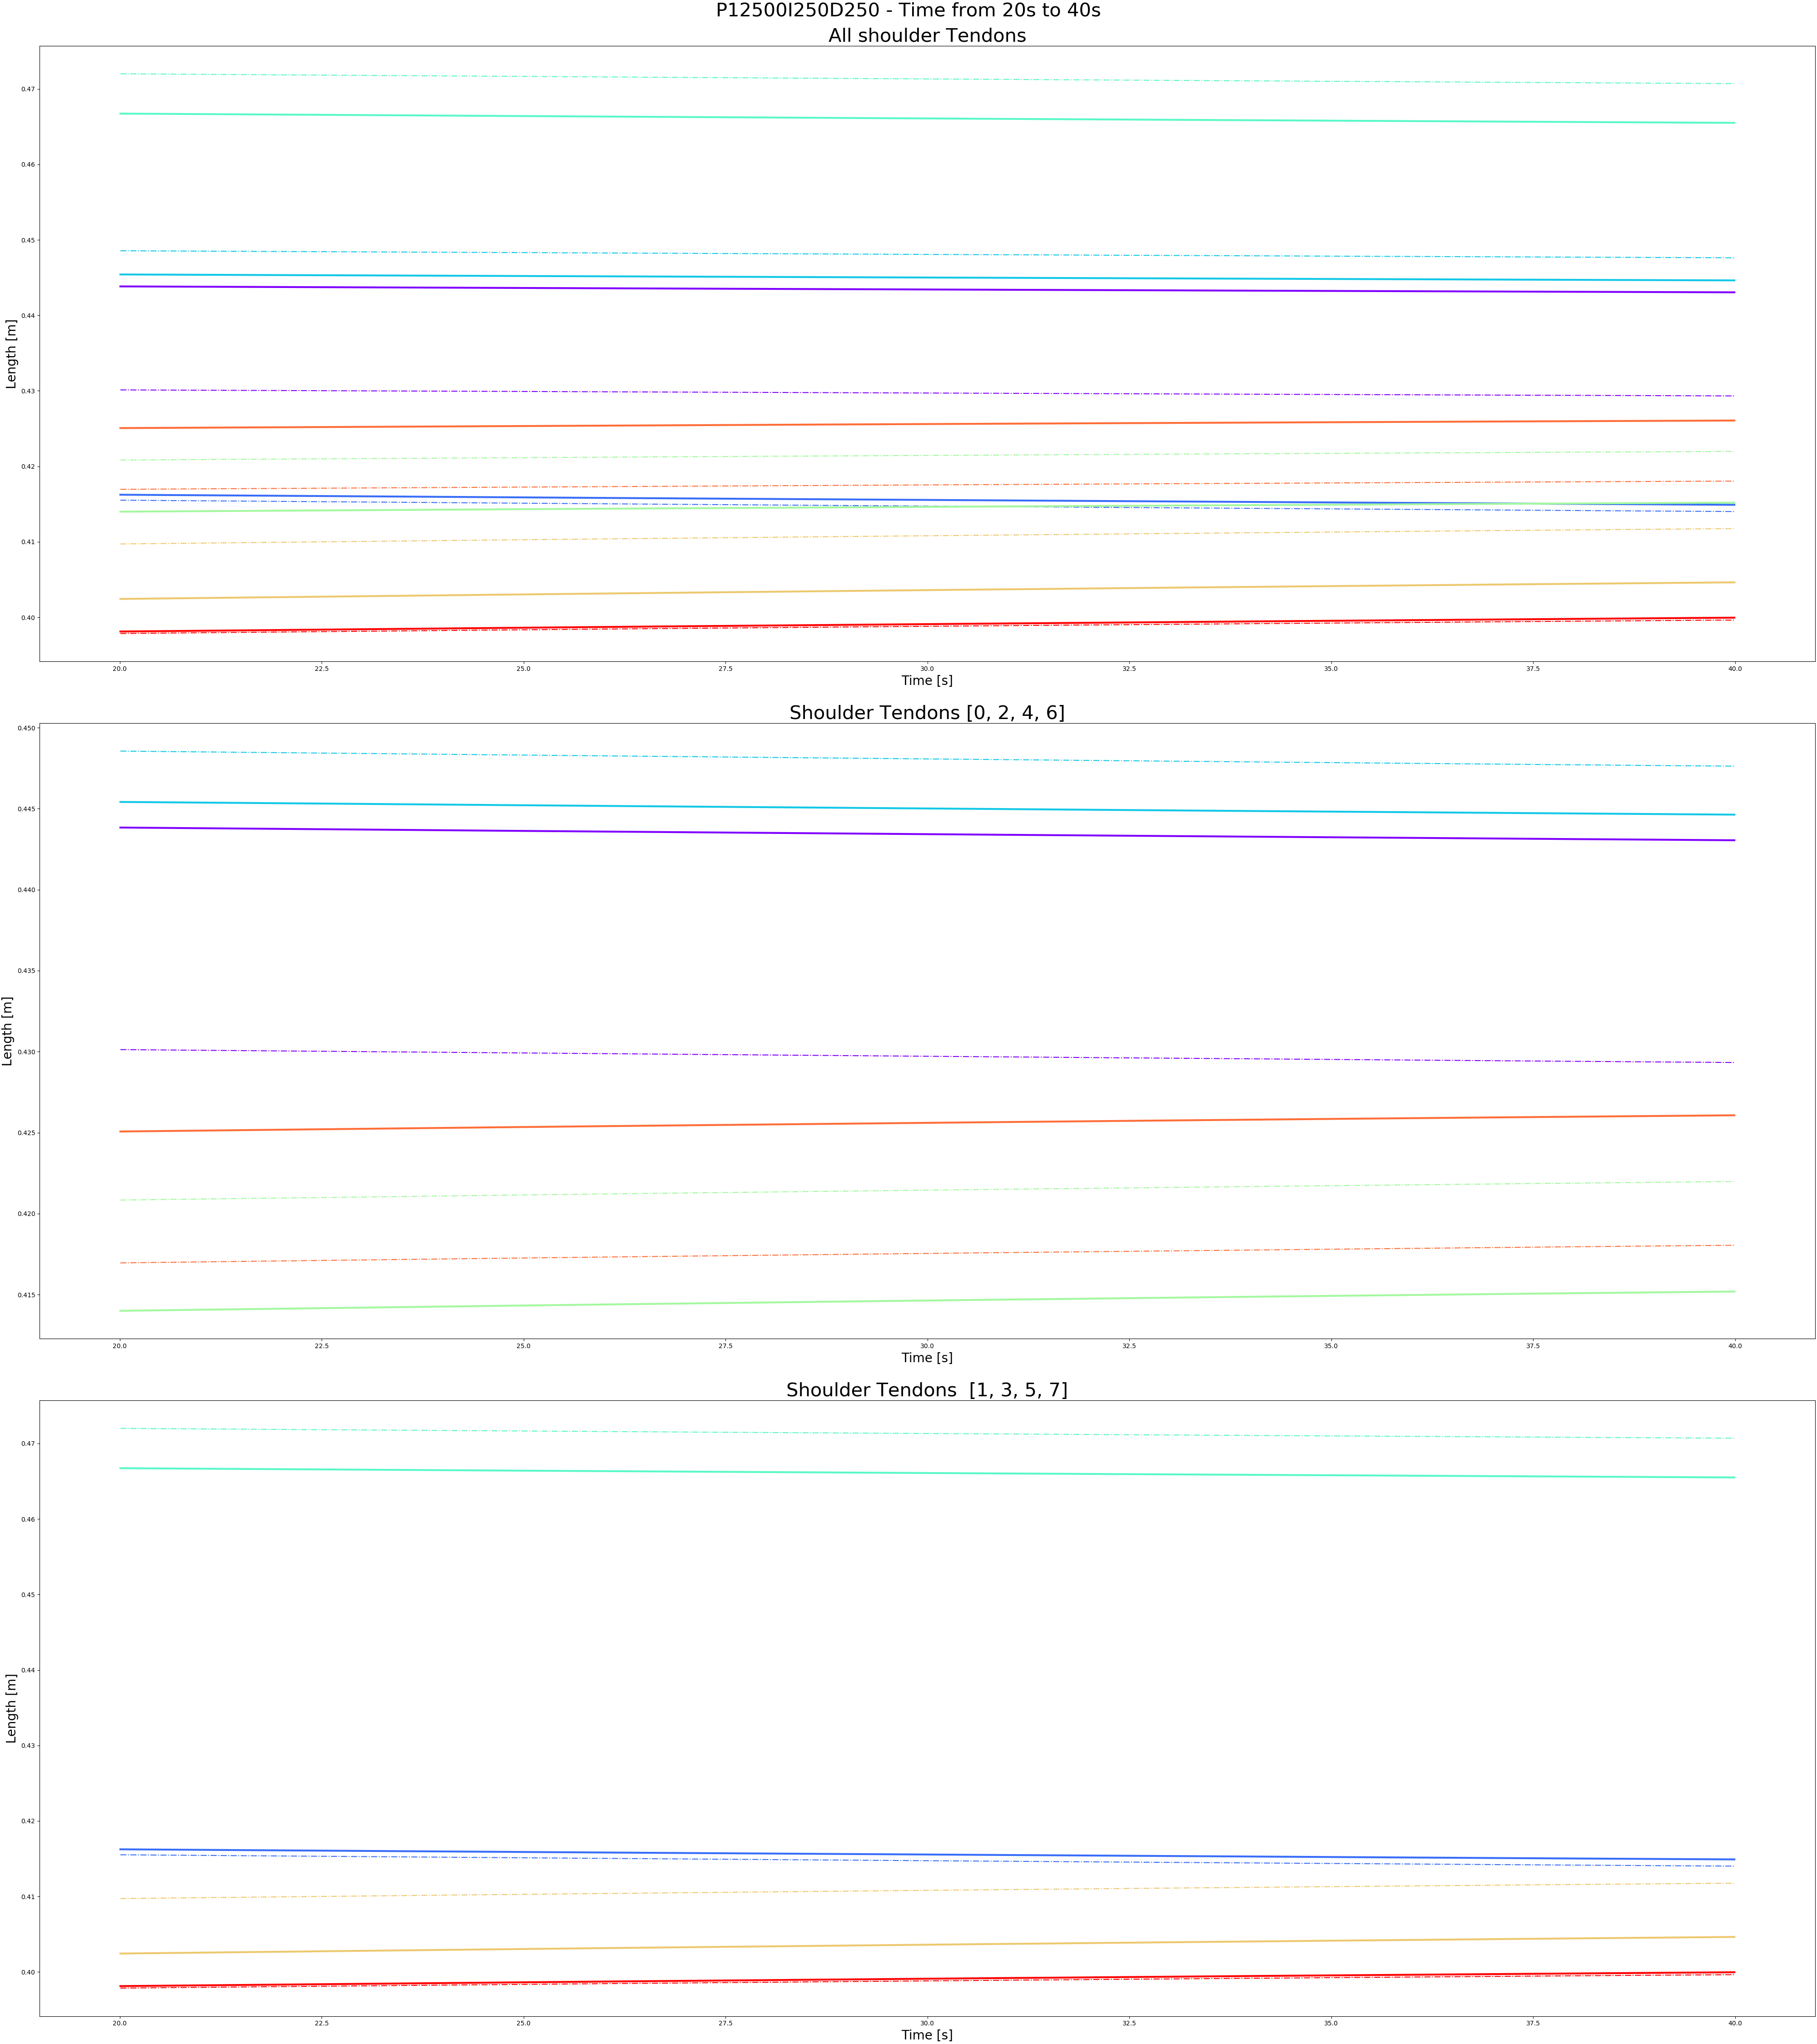 P12500I250D250 - Time from 20s to 40s
All shoulder Tendons
0.47
0.46
0.45
0.44
0.43
0.42
0.41
0.40
Length [m]
20.0 22.5 25.0 27.5 30.0 32.5 35.0 37.5 40.0
Time [s]
Shoulder Tendons [0, 2, 4, 6]
0.450
0.445
0.440
0.435
0.430
0.425
0.420
0.415
Length [m]
20.0 22.5 25.0 27.5 30.0 32.5 35.0 37.5 40.0
Time [s]
Shoulder Tendons  [1, 3, 5, 7]
0.47
0.46
0.45
0.44
0.43
0.42
0.41
0.40
Length [m]
20.0 22.5 25.0 27.5 30.0 32.5 35.0 37.5 40.0
Time [s]